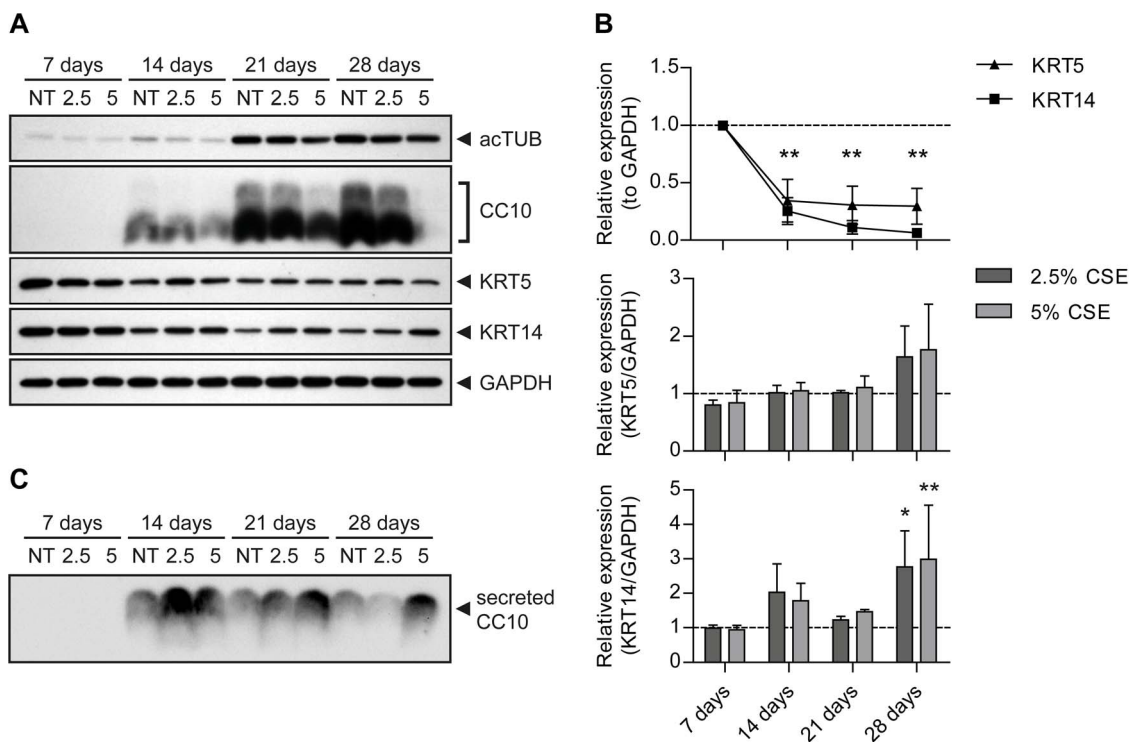 A
7 days 14 days 21 days 28 days
NT 2.5 5 NT 2.5 5 NT 2.5 5 NT 2.5 5
acTUB
CC10
KRT5
KRT14
GAPDH
C
7 days 14 days 21 days 28 days
NT 2.5 5 NT 2.5 5 NT 2.5 5 NT 2.5 5
secreted
CC10
B
Relative expression
(to GAPDH)
1.5
1.0
0.5
0.0
** ** **
KRT5
KRT14
Relative expression
(KRT5/GAPDH)
3
2
1
0
2.5% CSE
5% CSE
Relative expression
(KRT14/GAPDH)
5
4
3
2
1
0
* **
7 days
14 days
21 days
28 days